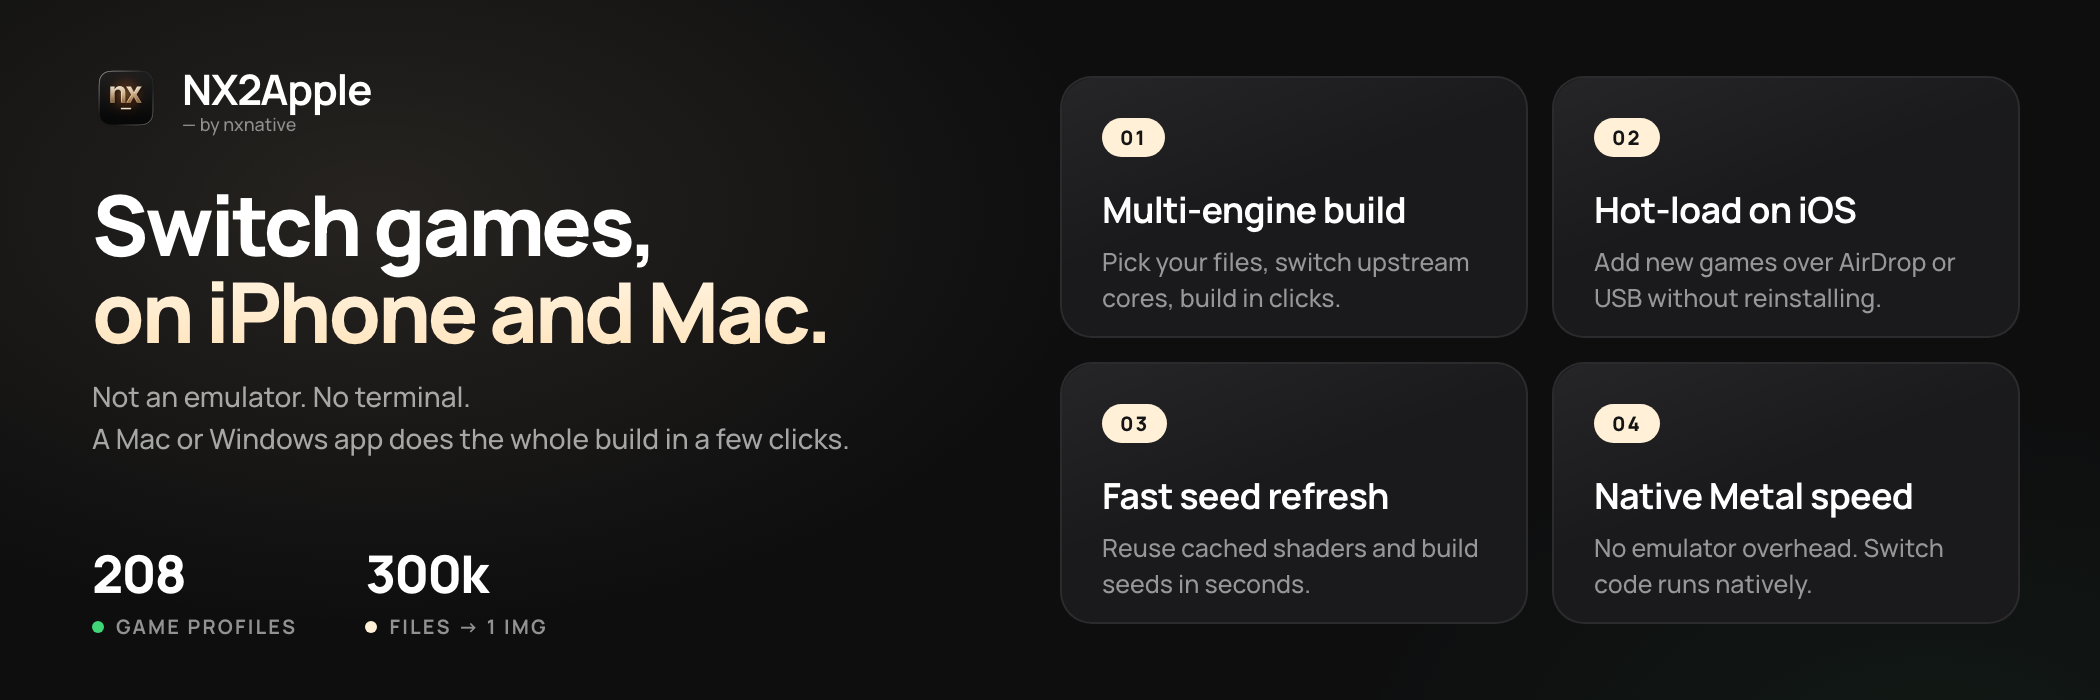 nx
NX2Apple
— by nxnative
Switch games,
on iPhone and Mac.
Not an emulator. No terminal.
A Mac or Windows app does the whole build in a few clicks.
208
GAME PROFILES
300k
FILES → 1 IMG
01
Multi-engine build
Pick your files, switch upstream
cores, build in clicks.
02
Hot-load on iOS
Add new games over AirDrop or
USB without reinstalling.
03
Fast seed refresh
Reuse cached shaders and build
seeds in seconds.
04
Native Metal speed
No emulator overhead. Switch
code runs natively.